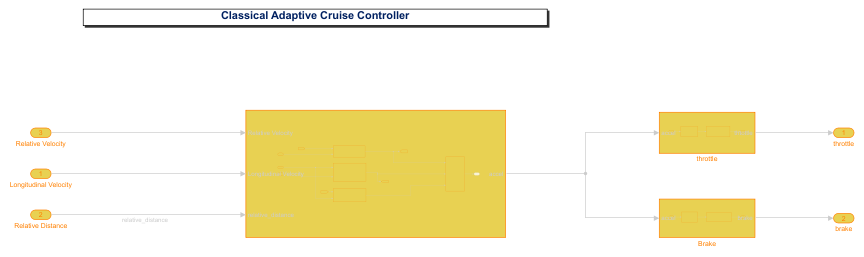 Classical Adaptive Cruise Controller
3
Relative Velocity
1
Longitudinal Velocity
2
Relative Distance
relative_distance
throttle
1
throttle
Brake
2
brake